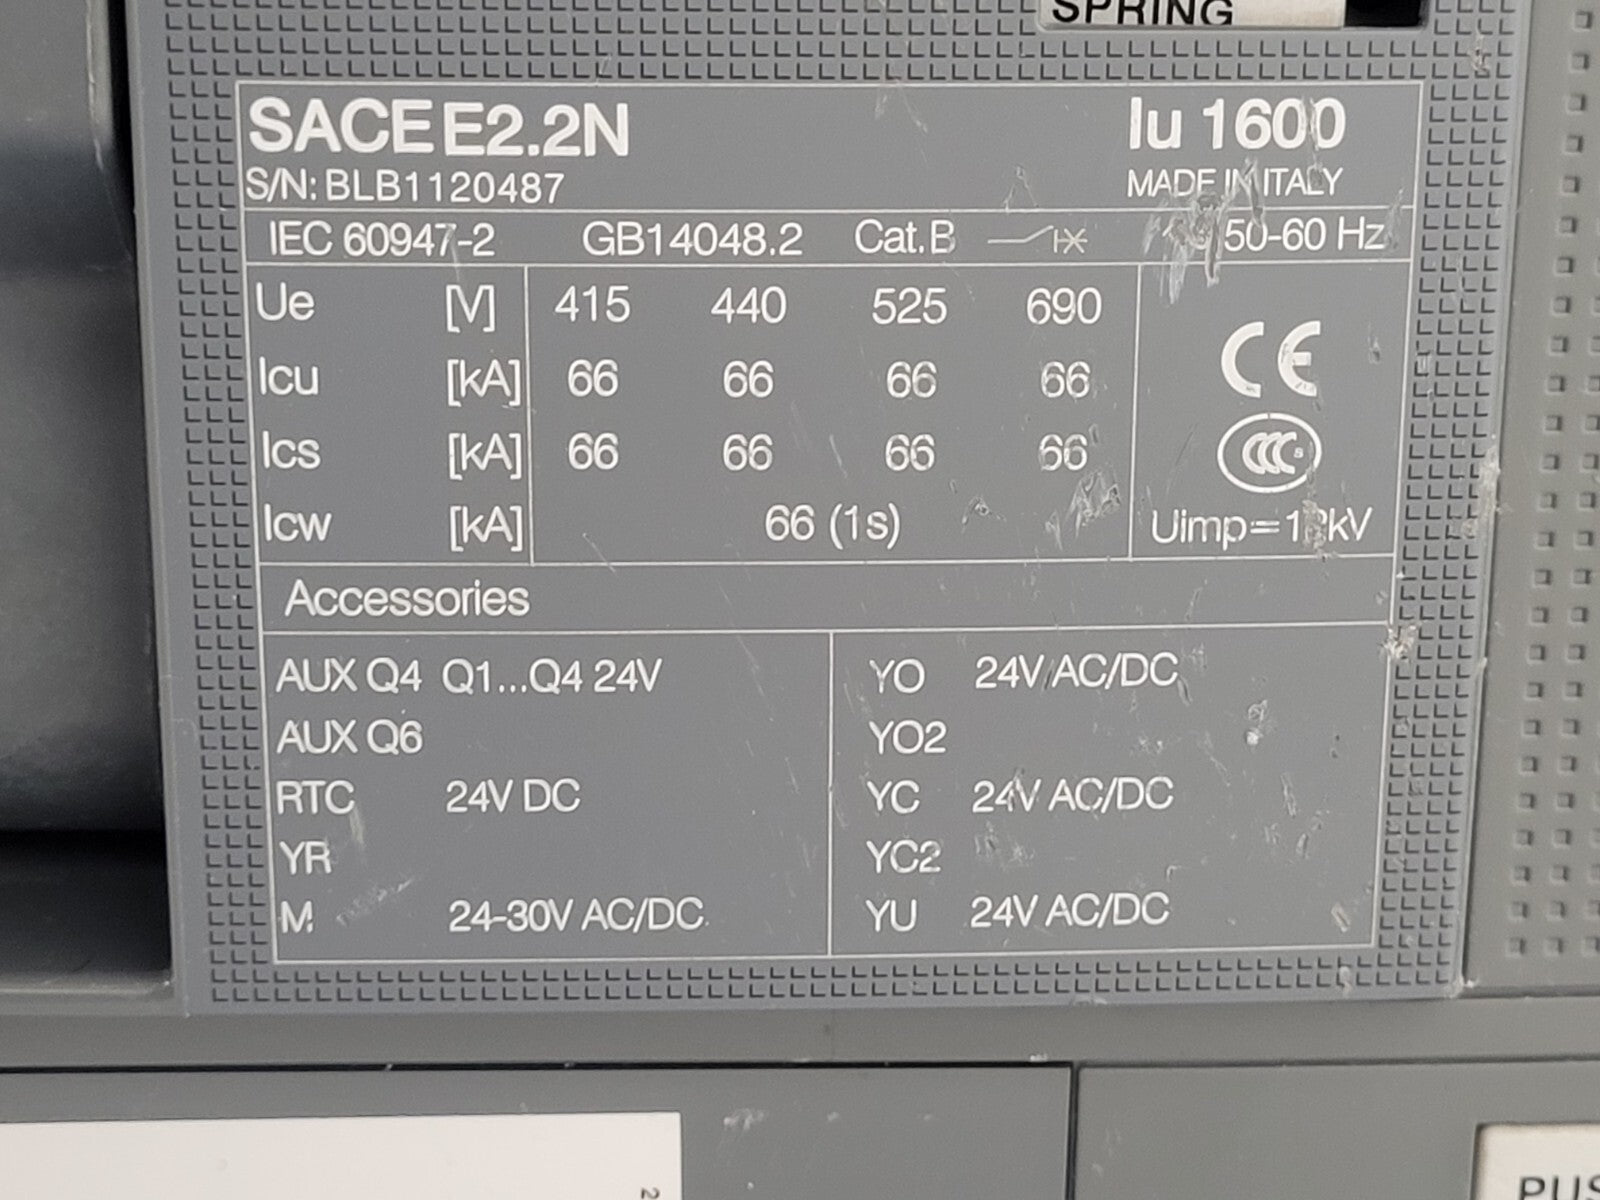 SPRING
SACE E2.2N Iu 1600
S/N: BLB1120487 MADE IN ITALY
IEC 60947-2 GB14048.2 Cat.B 50-60 Hz
Ue [V] 415 440 525 690
Icu [kA] 66 66 66 66
CE
Ics [kA] 66 66 66 66
CCC S
Icw [kA] 66 (1s)
Accessories
AUX Q4 Q1...Q4 24V YO 24V AC/DC
AUX Q6 YO2
RTC 24V DC YC 24V AC/DC
YR YC2
M 24-30V AC/DC YU 24V AC/DC
2